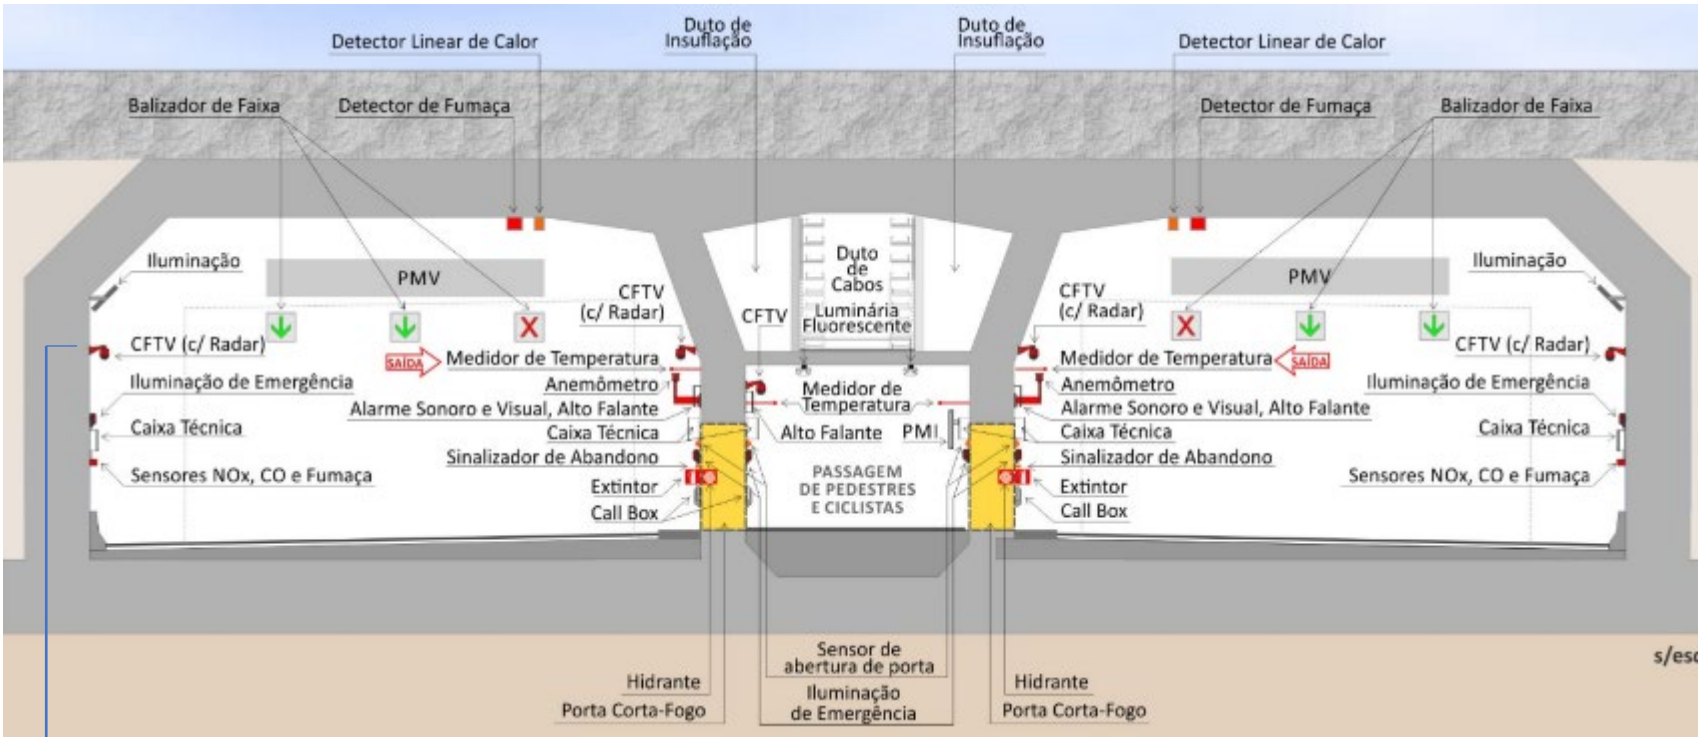 Duto de
Insuflação
Duto de
Insuflação
Detector Linear de Calor
Detector Linear de Calor
Balizador de Faixa
Detector de Fumaça
Detector de Fumaça
Balizador de Faixa
Iluminação
PMV
CFTV
(c/ Radar)
Duto
de
Cabos
CFTV
Luminária
Fluorescente
CFTV
(c/ Radar)
PMV
Iluminação
X
X
CFTV (c/ Radar)
SAÍDA
Medidor de Temperatura
Medidor de Temperatura
SAÍDA
CFTV (c/ Radar)
Iluminação de Emergência
Anemômetro
Medidor de
Temperatura
Anemômetro
Iluminação de Emergência
Alarme Sonoro e Visual, Alto Falante
Alarme Sonoro e Visual, Alto Falante
Caixa Técnica
Caixa Técnica
Alto Falante
PMI
Caixa Técnica
Caixa Técnica
Sinalizador de Abandono
Sinalizador de Abandono
Sensores NOx, CO e Fumaça
PASSAGEM
DE PEDESTRES
E CICLISTAS
Sensores NOx, CO e Fumaça
Extintor
Extintor
Call Box
Call Box
Sensor de
abertura de porta
s/esc
Hidrante
Hidrante
Porta Corta-Fogo
Iluminação
de Emergência
Porta Corta-Fogo